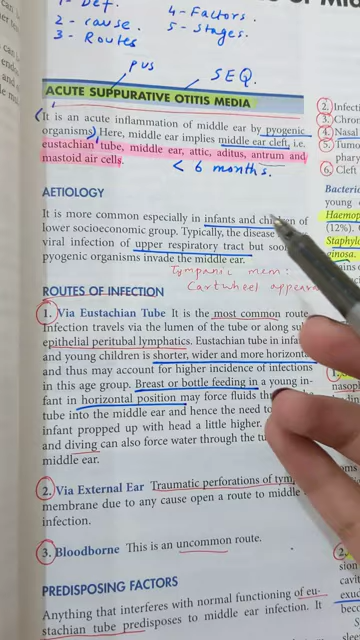 1- Def.
2- cause.
3- Routes
4- Factors.
5- Stages.
pus
SEQ.
ACUTE SUPPURATIVE OTITIS MEDIA
(It is an acute inflammation of middle ear by pyogenic
organisms) Here, middle ear implies middle ear cleft, i.e.
eustachian tube, middle ear, attic, aditus, antrum and
mastoid air cells.
< 6 months.
AETIOLOGY
It is more common especially in infants and children of
lower socioeconomic group. Typically, the disease
viral infection of upper respiratory tract but soo
pyogenic organisms invade the middle ear.
Tympanic mem:
Cartwheel appeare
ROUTES OF INFECTION
1. Via Eustachian Tube It is the most common route.
Infection travels via the lumen of the tube or along sub
epithelial peritubal lymphatics. Eustachian tube in infant
and young children is shorter, wider and more horizont
and thus may account for higher incidence of infections
in this age group. Breast or bottle feeding in a young in-
fant in horizontal position may force fluids th
tube into the middle ear and hence the need to
infant propped up with head a little higher.
and diving can also force water through the tu
middle ear.
2. Via External Ear Traumatic perforations of tym
membrane due to any cause open a route to middle
infection.
3. Bloodborne This is an uncommon route.
PREDISPOSING FACTORS
Anything that interferes with normal functioning of eu-
stachian tube predisposes to middle ear infection. It
2. Infecti
3. Chron
4. Nasal
5. Tumo
phary
6. Cleft
Bacteri
young
Haemop
(12%). O
Staphylo
ginosa.
nasop
2.
sion
cavit
exud
beco